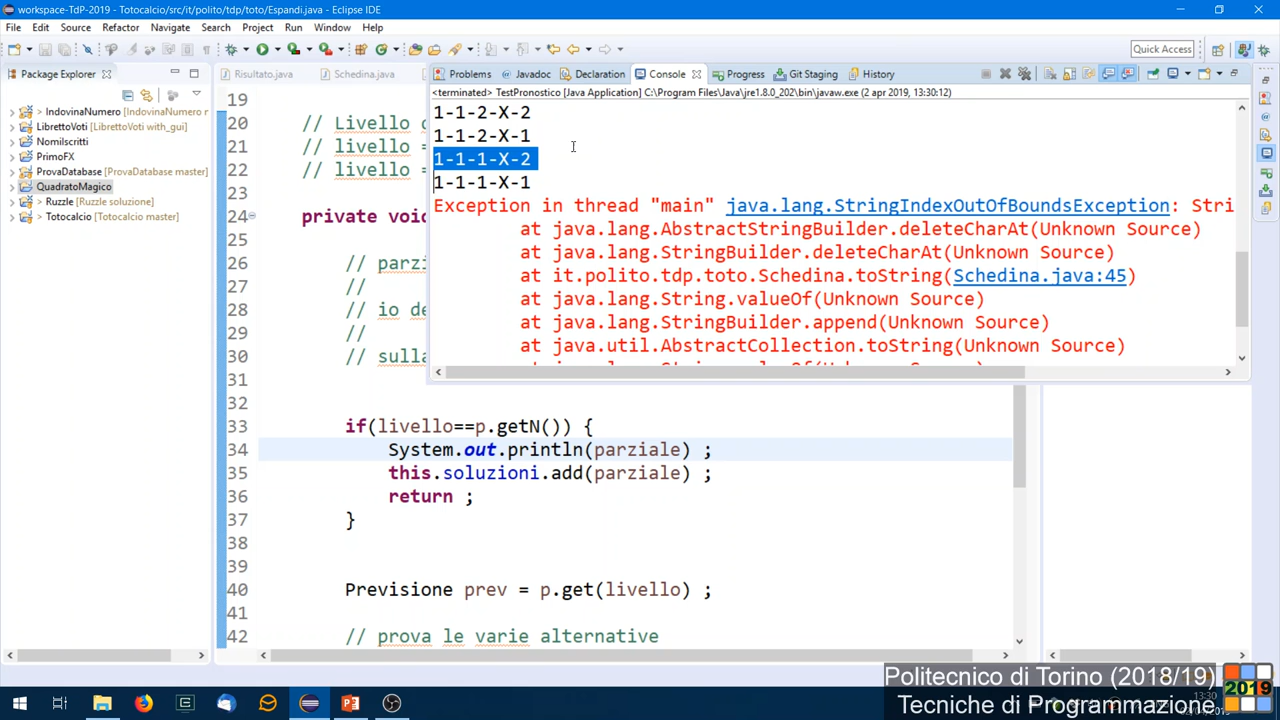 workspace-TdP-2019 - Totocalcio/src/it/polito/tdp/toto/Espandi.java - Eclipse IDE
File Edit Source Refactor Navigate Search Project Run Window Help
Quick Access
Package Explorer
Risultato.java
Schedina.java
Problems
Javadoc
Declaration
Console
Progress
Git Staging
History
<terminated> TestPronostico [Java Application] C:\Program Files\Java\jre1.8.0_202\bin\javaw.exe (2 apr 2019, 13:30:12)
> IndovinaNumero [IndovinaNumero m
LibrettoVoti [LibrettoVoti with_gui]
NomiIscritti
PrimoFX
ProvaDatabase [ProvaDatabase master]
QuadratoMagico
> Ruzzle [Ruzzle soluzione]
> Totocalcio [Totocalcio master]
1-1-2-X-2
1-1-2-X-1
1-1-1-X-2
1-1-1-X-1
Exception in thread "main" java.lang.StringIndexOutOfBoundsException: Stri
at java.lang.AbstractStringBuilder.deleteCharAt(Unknown Source)
at java.lang.StringBuilder.deleteCharAt(Unknown Source)
at it.polito.tdp.toto.Schedina.toString(Schedina.java:45)
at java.lang.String.valueOf(Unknown Source)
at java.lang.StringBuilder.append(Unknown Source)
at java.util.AbstractCollection.toString(Unknown Source)
19
20 // Livello
21 // livello =
22 // livello =
23
24 private void
25
26 // parzi
27 //
28 // io de
29 //
30 // sulla
31
32
33 if(livello==p.getN()) {
34 System.out.println(parziale) ;
35 this.soluzioni.add(parziale) ;
36 return ;
37 }
38
39
40 Previsione prev = p.get(livello) ;
41
42 // prova le varie alternative
Politecnico di Torino (2018/19)
Tecniche di Programmazione
2019
13:30